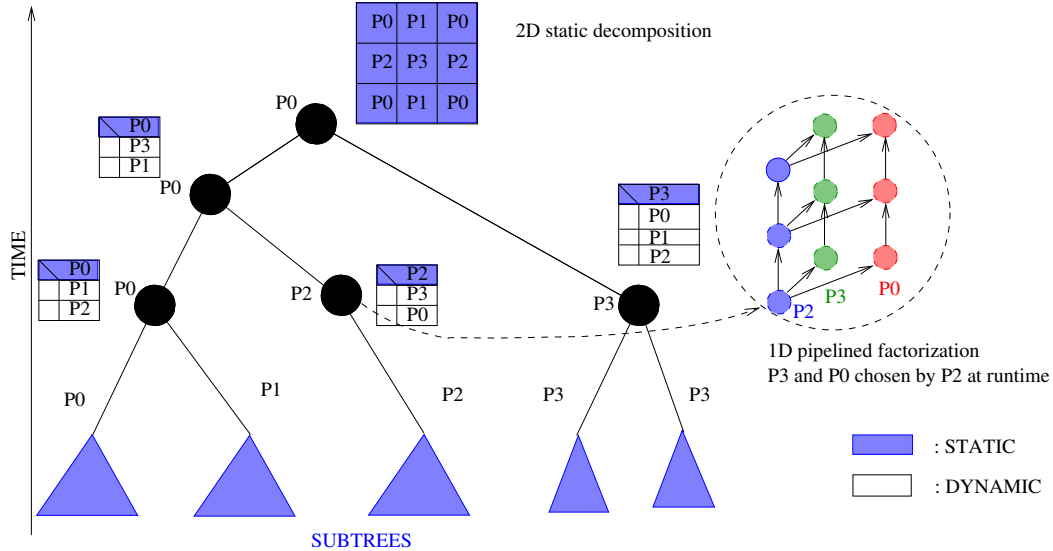 P0 P1 P0
P2 P3 P2
P0 P1 P0
2D static decomposition
P0
P0
P3
P1
P0
P3
P0
P1
P2
TIME
P0
P1
P2
P0
P2
P3
P0
P2
P3
P2
P3
P0
1D pipelined factorization
P3 and P0 chosen by P2 at runtime
P0
P1
P2
P3
P3
: STATIC
: DYNAMIC
SUBTREES